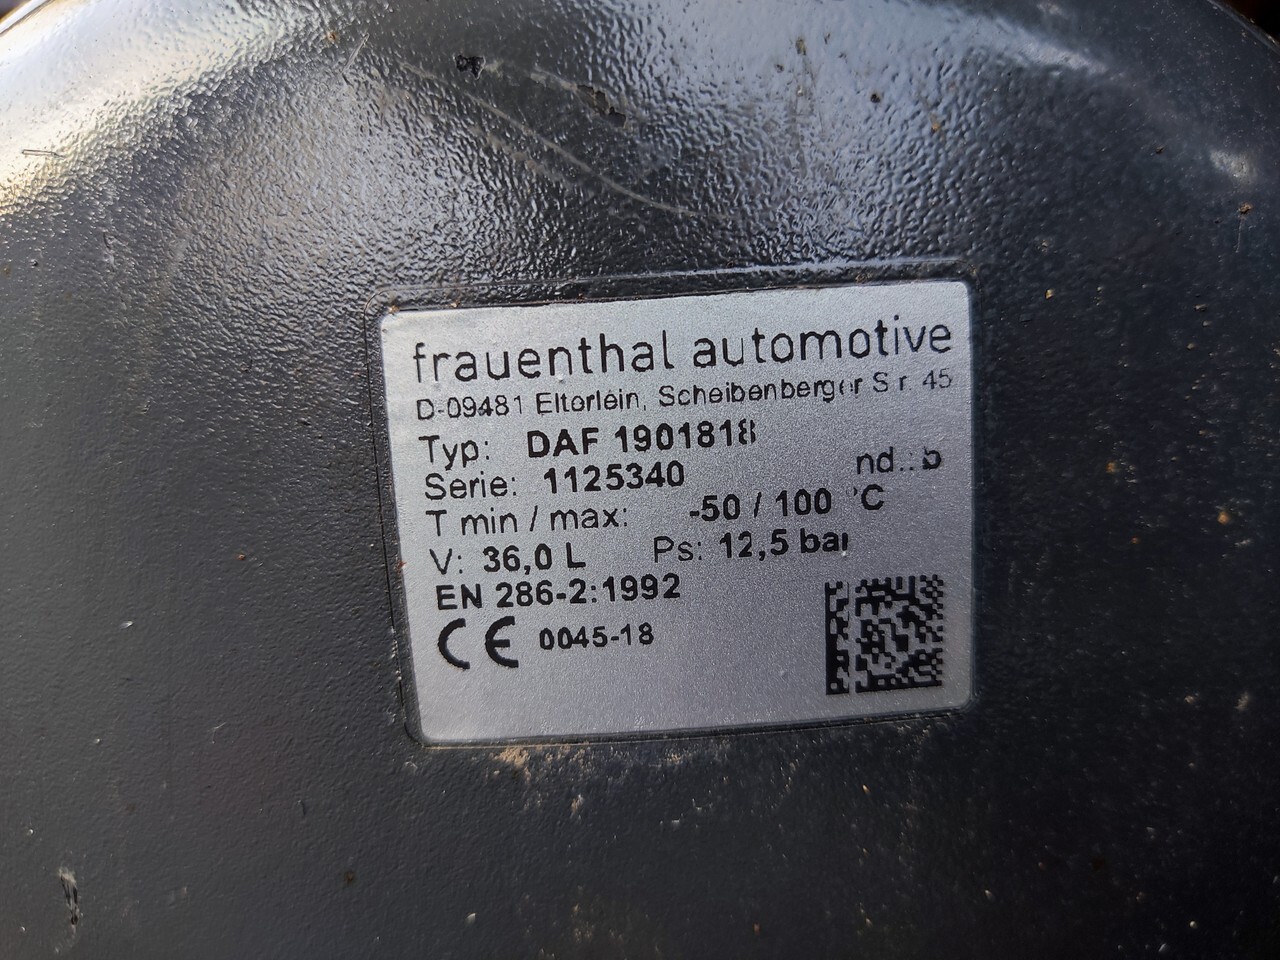 frauenthal automotive
D-09481 Elterlein, Scheibenberger S r. 45
Typ: DAF 1901818
Serie: 1125340 nd.: b
T min / max: -50 / 100 °C
V: 36,0 L Ps: 12,5 bar
EN 286-2:1992
CE 0045-18